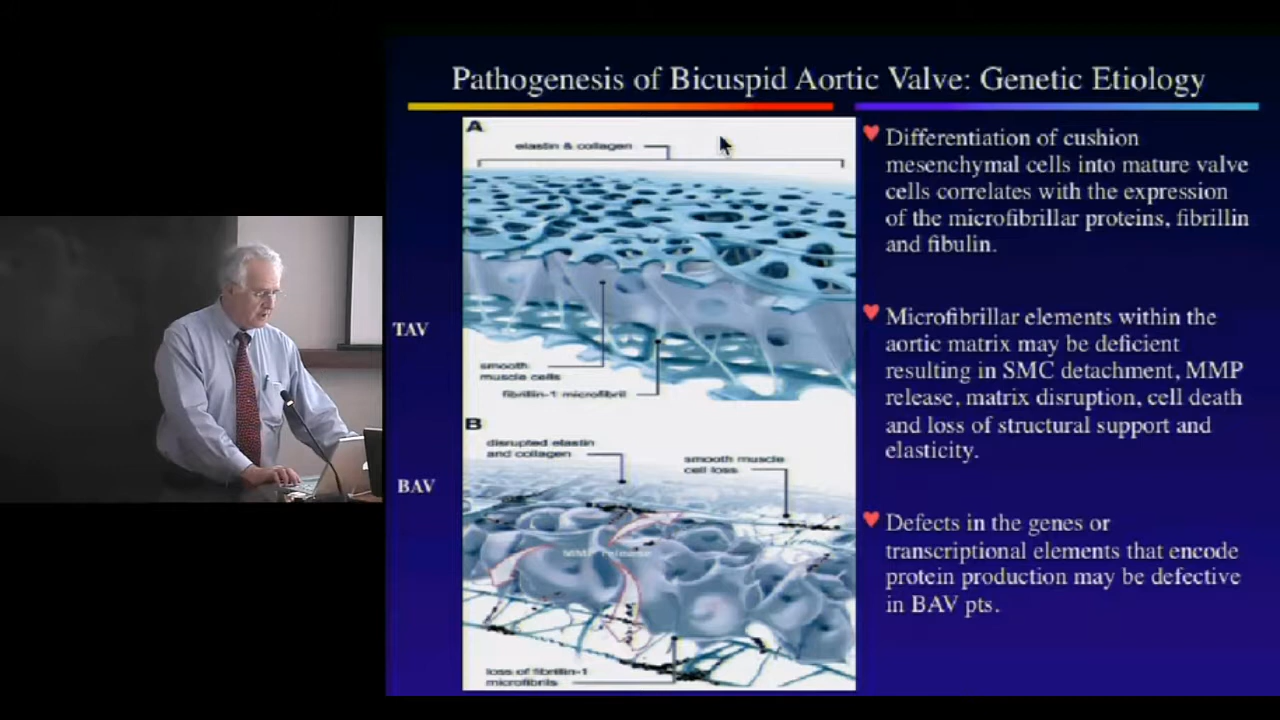 Pathogenesis of Bicuspid Aortic Valve: Genetic Etiology
A
elastin & collagen
TAV
smooth
muscle cells
fibrillin-1 microfibril
B
disrupted elastin
and collagen
smooth muscle
cell loss
BAV
MMP release
loss of fibrillin-1
microfibrils
Differentiation of cushion
mesenchymal cells into mature valve
cells correlates with the expression
of the microfibrillar proteins, fibrillin
and fibulin.
Microfibrillar elements within the
aortic matrix may be deficient
resulting in SMC detachment, MMP
release, matrix disruption, cell death
and loss of structural support and
elasticity.
Defects in the genes or
transcriptional elements that encode
protein production may be defective
in BAV pts.